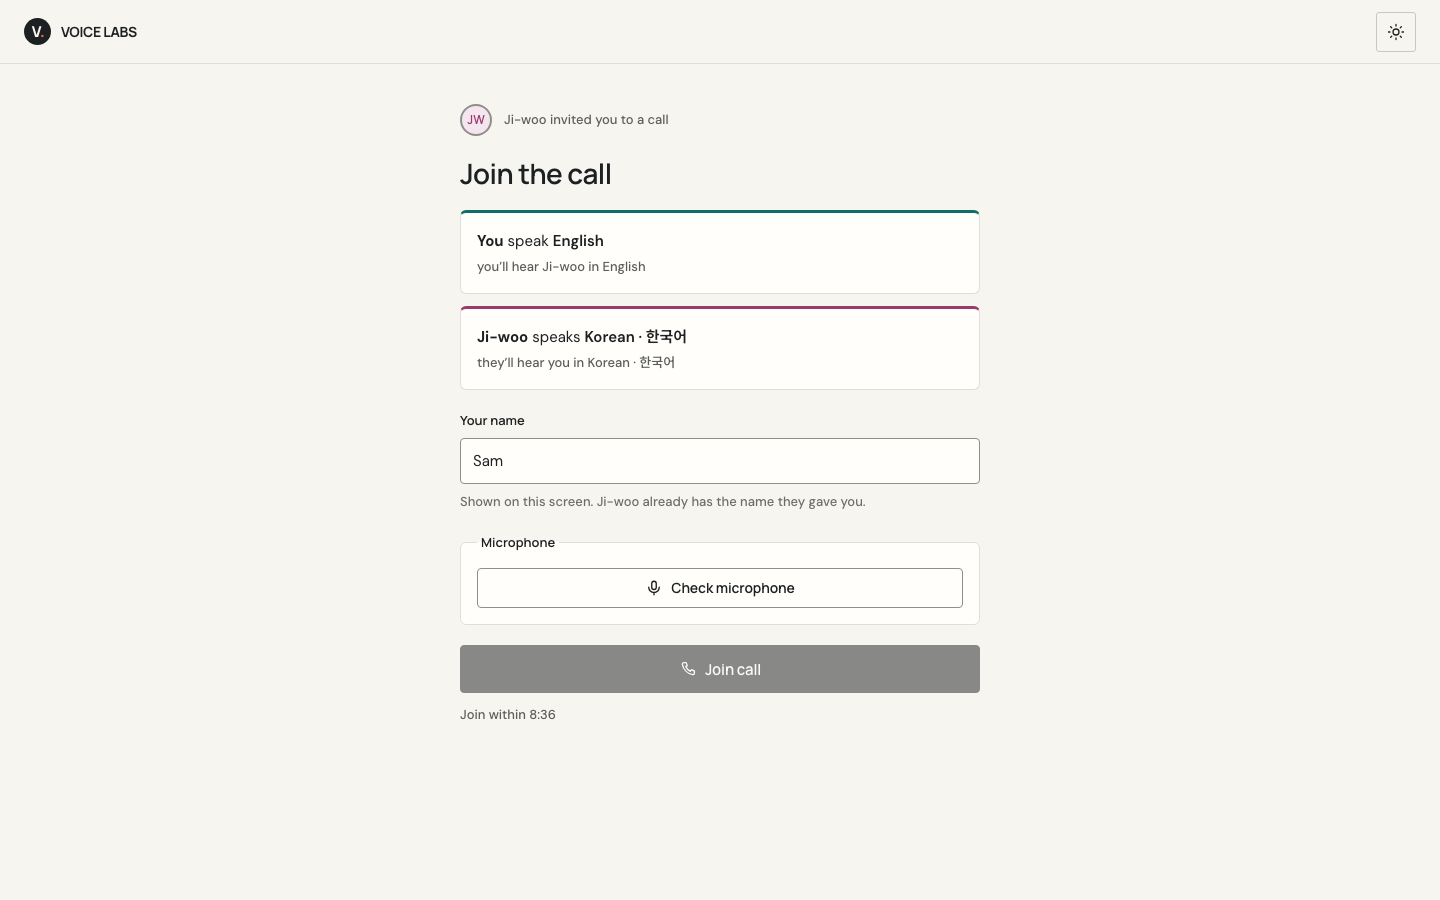 V. VOICE LABS
JW Ji-woo invited you to a call
Join the call
You speak English
you’ll hear Ji-woo in English
Ji-woo speaks Korean · 한국어
they’ll hear you in Korean · 한국어
Your name
Sam
Shown on this screen. Ji-woo already has the name they gave you.
Microphone
Check microphone
Join call
Join within 8:36